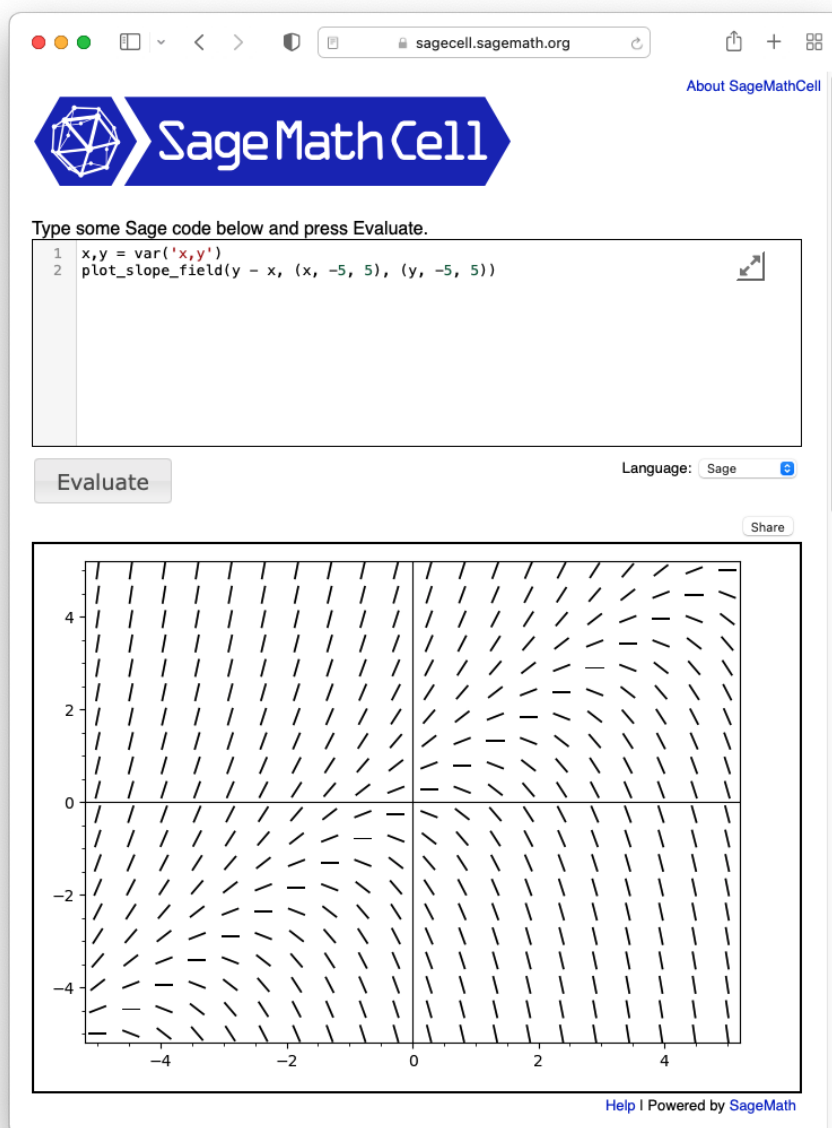 sagecell.sagemath.org
About SageMathCell
SageMathCell
Type some Sage code below and press Evaluate.
1 x,y = var('x,y')
2 plot_slope_field(y - x, (x, -5, 5), (y, -5, 5))
Evaluate
Language: Sage
Share
4
2
0
−2
−4
−4 −2 0 2 4
Help | Powered by SageMath